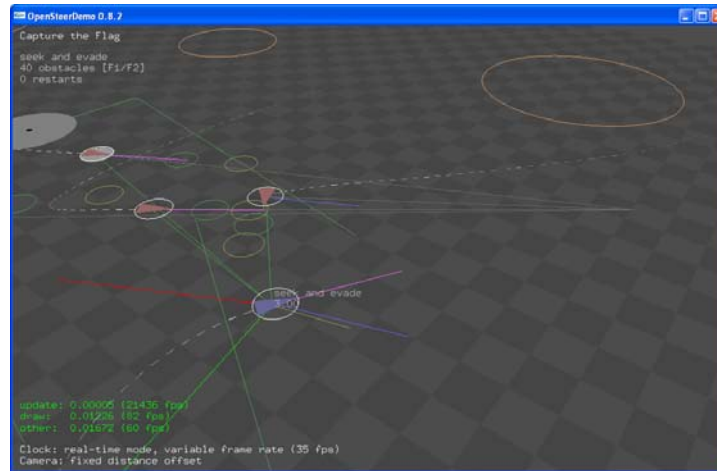 OpenSteerDemo 0.8.2
Capture the Flag
seek and evade
40 obstacles [F1/F2]
0 restarts
seek and evade
update: 0.00005 (21436 fps)
draw: 0.01226 (82 fps)
other: 0.01672 (60 fps)
Clock: real-time mode, variable frame rate (35 fps)
Camera: fixed distance offset